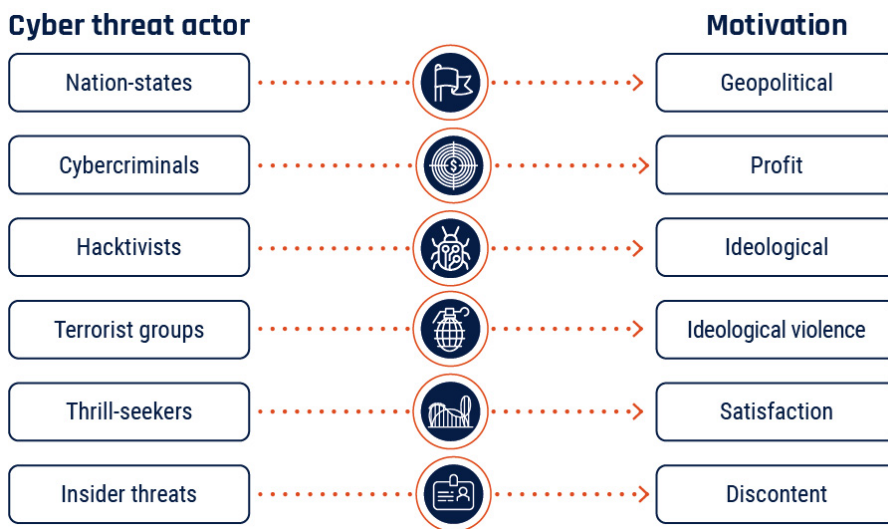 Cyber threat actor Motivation
Nation-states Geopolitical
Cybercriminals $ Profit
Hacktivists Ideological
Terrorist groups Ideological violence
Thrill-seekers Satisfaction
Insider threats Discontent